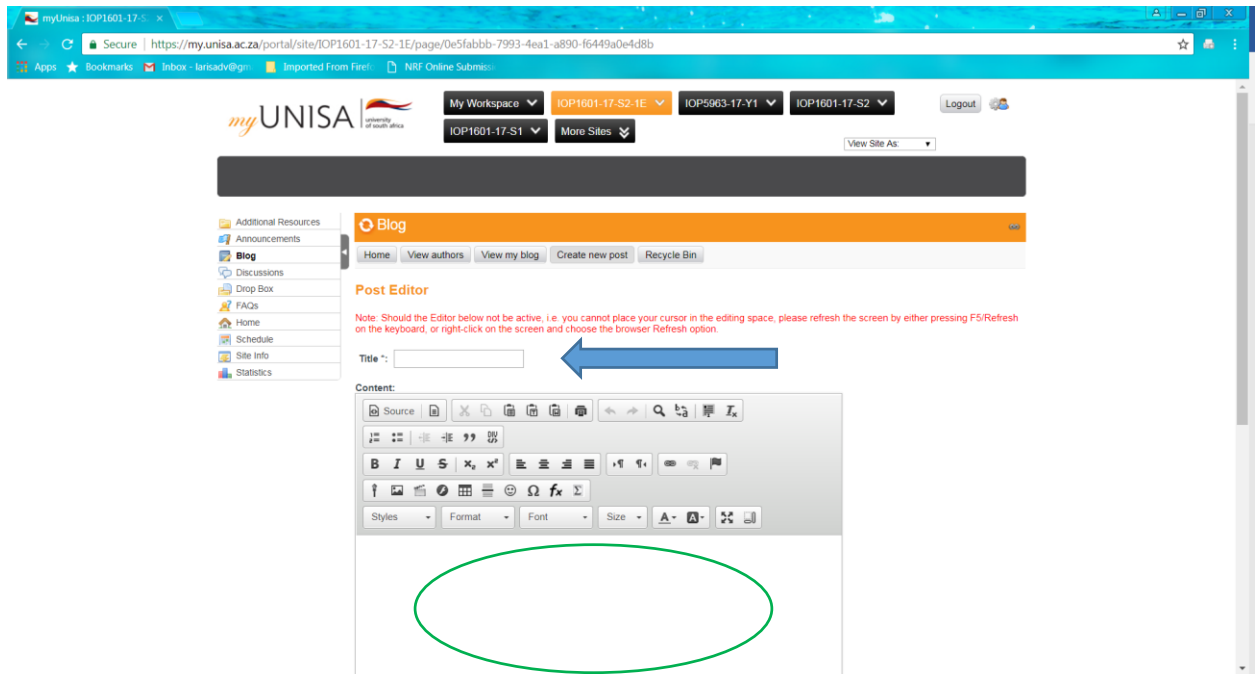 myUnisa : IOP1601-17-S
Secure | https://my.unisa.ac.za/portal/site/IOP1601-17-S2-1E/page/0e5fabbb-7993-4ea1-a890-f6449a0e4d8b
Apps Bookmarks Inbox - larisadv@gm Imported From Firefo NRF Online Submissi
myUNISA university of south africa
My Workspace IOP1601-17-S2-1E IOP5963-17-Y1 IOP1601-17-S2 Logout
IOP1601-17-S1 More Sites
View Site As:
Additional Resources
Announcements
Blog
Discussions
Drop Box
FAQs
Home
Schedule
Site Info
Statistics
Blog
Home View authors View my blog Create new post Recycle Bin
Post Editor
Note: Should the Editor below not be active, i.e. you cannot place your cursor in the editing space, please refresh the screen by either pressing F5/Refresh
on the keyboard, or right-click on the screen and choose the browser Refresh option.
Title *:
Content:
Source
B I U S x₂ x²
Ω fx Σ
Styles Format Font Size A A